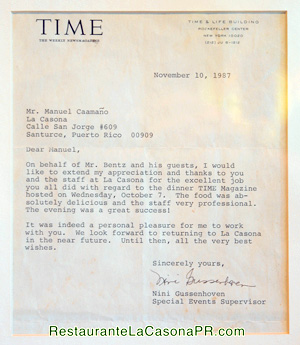 TIME
THE WEEKLY NEWSMAGAZINE
TIME & LIFE BUILDING
ROCKEFELLER CENTER
NEW YORK 10020
November 10, 1987
Mr. Manuel Caamaño
La Casona
Calle San Jorge #609
Santurce, Puerto Rico 00909
Dear Manuel,
On behalf of Mr. Bentz and his guests, I would
like to extend my appreciation and thanks to you
and the staff at La Casona for the excellent job
you all did with regard to the dinner TIME Magazine
hosted on Wednesday, October 7. The food was ab-
solutely delicious and the staff very professional.
The evening was a great success!
It was indeed a personal pleasure for me to work
with you. We look forward to returning to La Casona
in the near future. Until then, all the very best
wishes.
Sincerely yours,
Nini Gussenhoven
Nini Gussenhoven
Special Events Supervisor
RestauranteLaCasonaPR.com